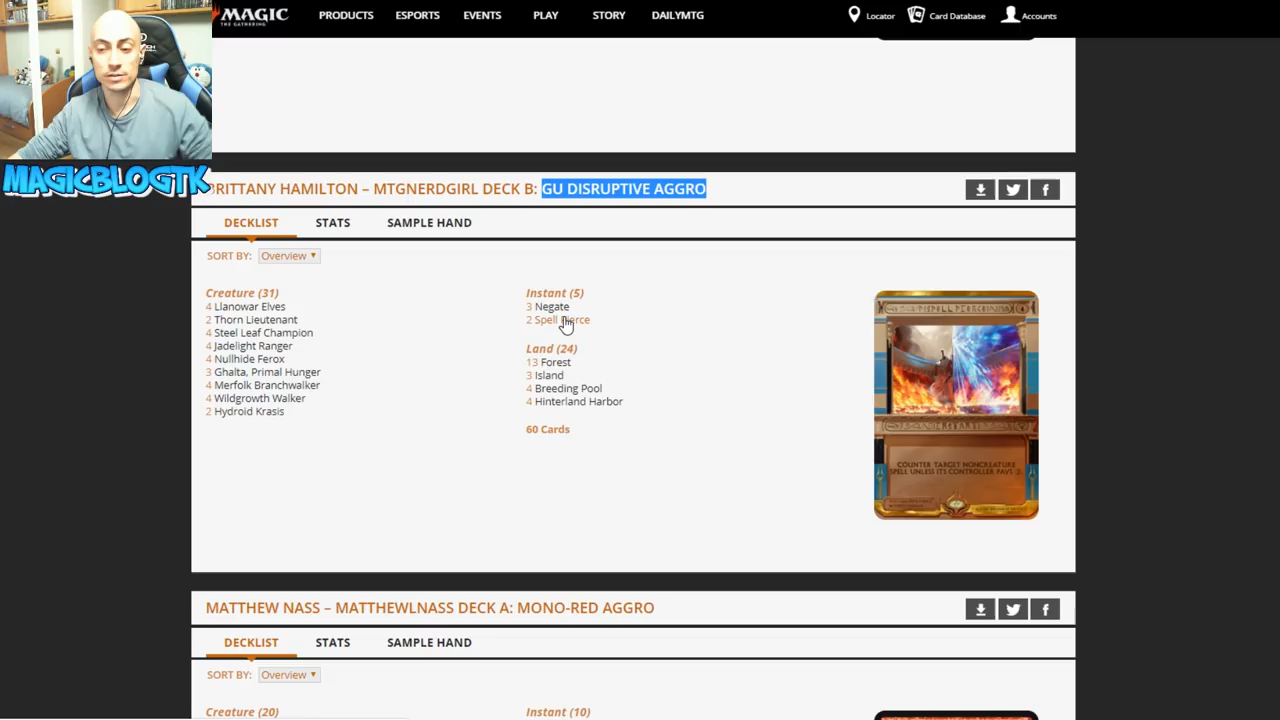 MAGIC
THE GATHERING
PRODUCTS ESPORTS EVENTS PLAY STORY DAILYMTG
Locator Card Database Accounts
MAGICBLOGTK
BRITTANY HAMILTON – MTGNERDGIRL DECK B: GU DISRUPTIVE AGGRO
DECKLIST STATS SAMPLE HAND
SORT BY: Overview
Creature (31)
4 Llanowar Elves
2 Thorn Lieutenant
4 Steel Leaf Champion
4 Jadelight Ranger
4 Nullhide Ferox
3 Ghalta, Primal Hunger
4 Merfolk Branchwalker
4 Wildgrowth Walker
2 Hydroid Krasis
Instant (5)
3 Negate
2 Spell Pierce
Land (24)
13 Forest
3 Island
4 Breeding Pool
4 Hinterland Harbor
60 Cards
COUNTER TARGET NONCREATURE
SPELL UNLESS ITS CONTROLLER PAYS 2.
MATTHEW NASS – MATTHEWLNASS DECK A: MONO-RED AGGRO
DECKLIST STATS SAMPLE HAND
SORT BY: Overview
Creature (20)
Instant (10)